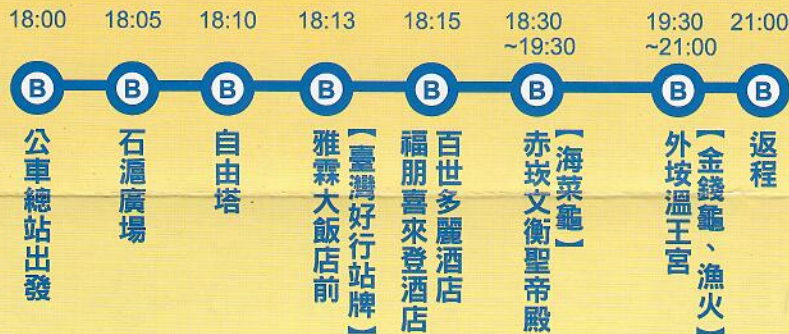 18:00
18:05
18:10
18:13
18:15
18:30
~19:30
19:30
~21:00
21:00
B
B
B
B
B
B
B
B
公車總站出發
石滬廣場
自由塔
雅霖大飯店前
【臺灣好行站牌】
福朋喜來登酒店
百世多麗酒店
赤崁文衡聖帝殿
【海菜龜】
外垵溫王宮
【金錢龜、漁火】
返程